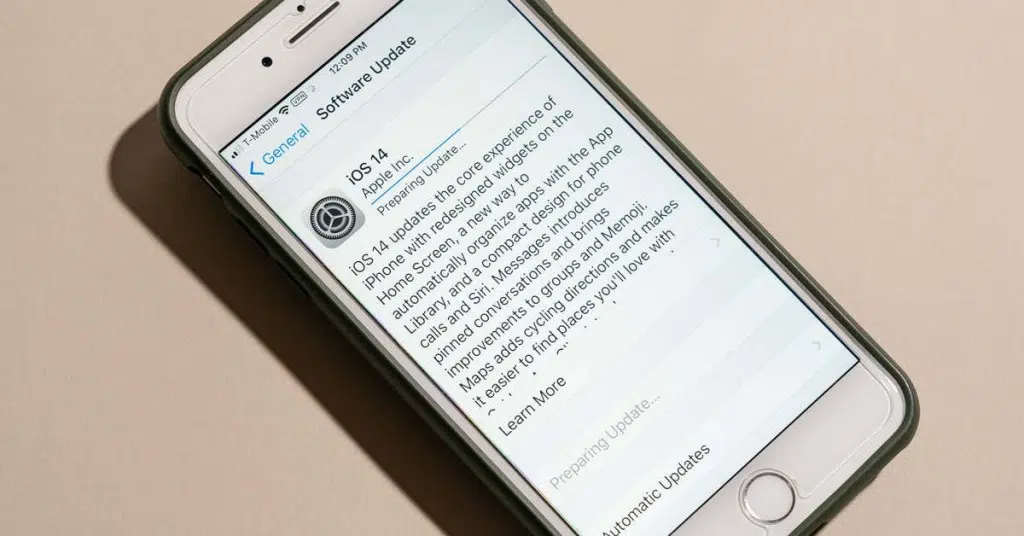 T-Mobile VPN 12:09 PM
General Software Update
iOS 14
Apple Inc.
Preparing Update...
iOS 14 updates the core experience of
iPhone with redesigned widgets on the
Home Screen, a new way to
automatically organize apps with the App
Library, and a compact design for phone
calls and Siri. Messages introduces
pinned conversations and brings
improvements to groups and Memoji.
Maps adds cycling directions and makes
it easier to find places you'll love with
Learn More
Preparing Update...
Automatic Updates